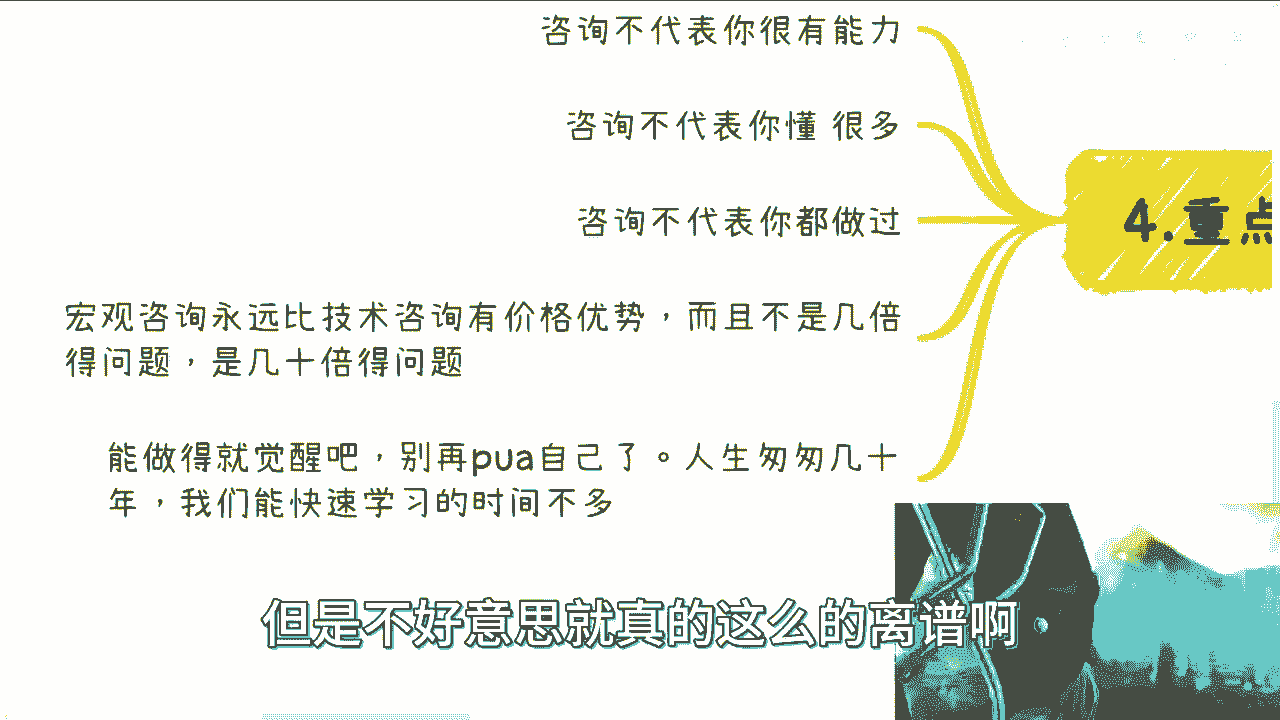 咨询不代表你很有能力
咨询不代表你懂 很多
咨询不代表你都做过
4.重点
宏观咨询永远比技术咨询有价格优势，而且不是几倍
得问题，是几十倍得问题
能做得就觉醒吧，别再pua自己了。人生匆匆几十
年，我们能快速学习的时间不多
但是不好意思就真的这么的离谱啊